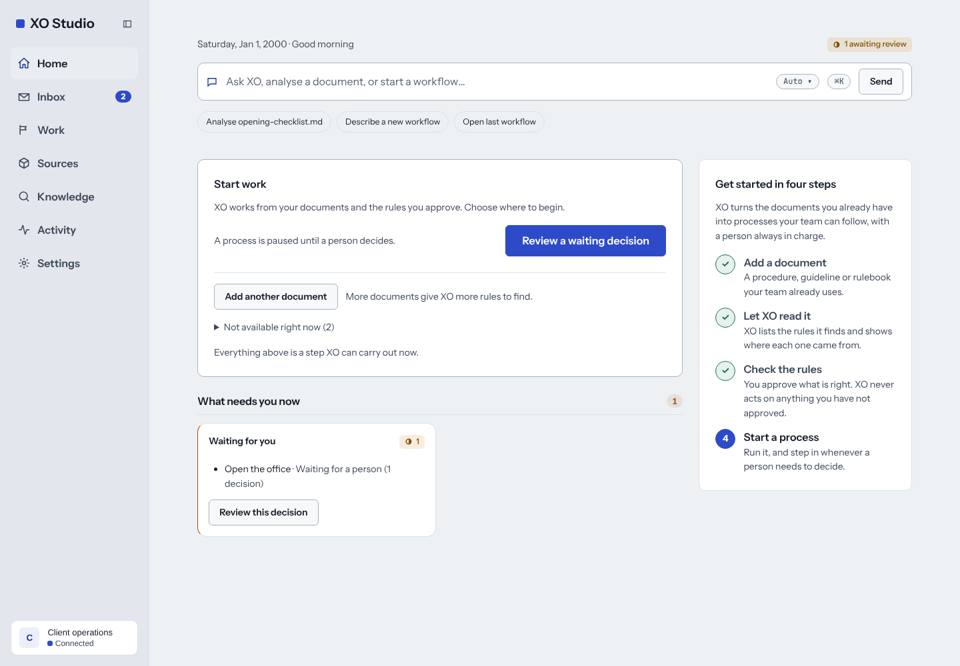 XO Studio
Home
Inbox 2
Work
Sources
Knowledge
Activity
Settings
C
Client operations
Connected
Saturday, Jan 1, 2000 · Good morning
1 awaiting review
Ask XO, analyse a document, or start a workflow...
Auto ▾
⌘K
Send
Analyse opening-checklist.md
Describe a new workflow
Open last workflow
Start work
XO works from your documents and the rules you approve. Choose where to begin.
A process is paused until a person decides.
Review a waiting decision
Add another document
More documents give XO more rules to find.
Not available right now (2)
Everything above is a step XO can carry out now.
What needs you now
1
Waiting for you
1
Open the office · Waiting for a person (1
decision)
Review this decision
Get started in four steps
XO turns the documents you already have
into processes your team can follow, with
a person always in charge.
Add a document
A procedure, guideline or rulebook
your team already uses.
Let XO read it
XO lists the rules it finds and shows
where each one came from.
Check the rules
You approve what is right. XO never
acts on anything you have not
approved.
4
Start a process
Run it, and step in whenever a
person needs to decide.